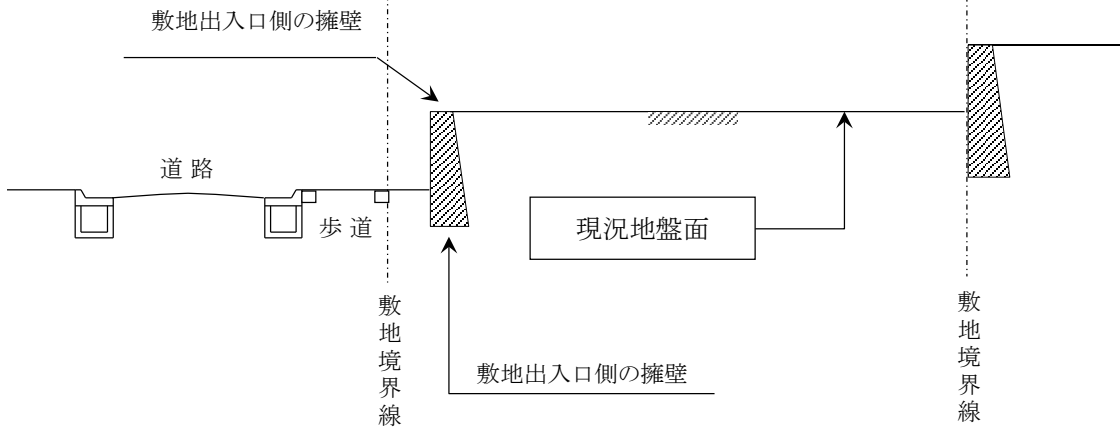 敷地出入口側の擁壁
道路
歩道
現況地盤面
敷地境界線
敷地出入口側の擁壁
敷地境界線